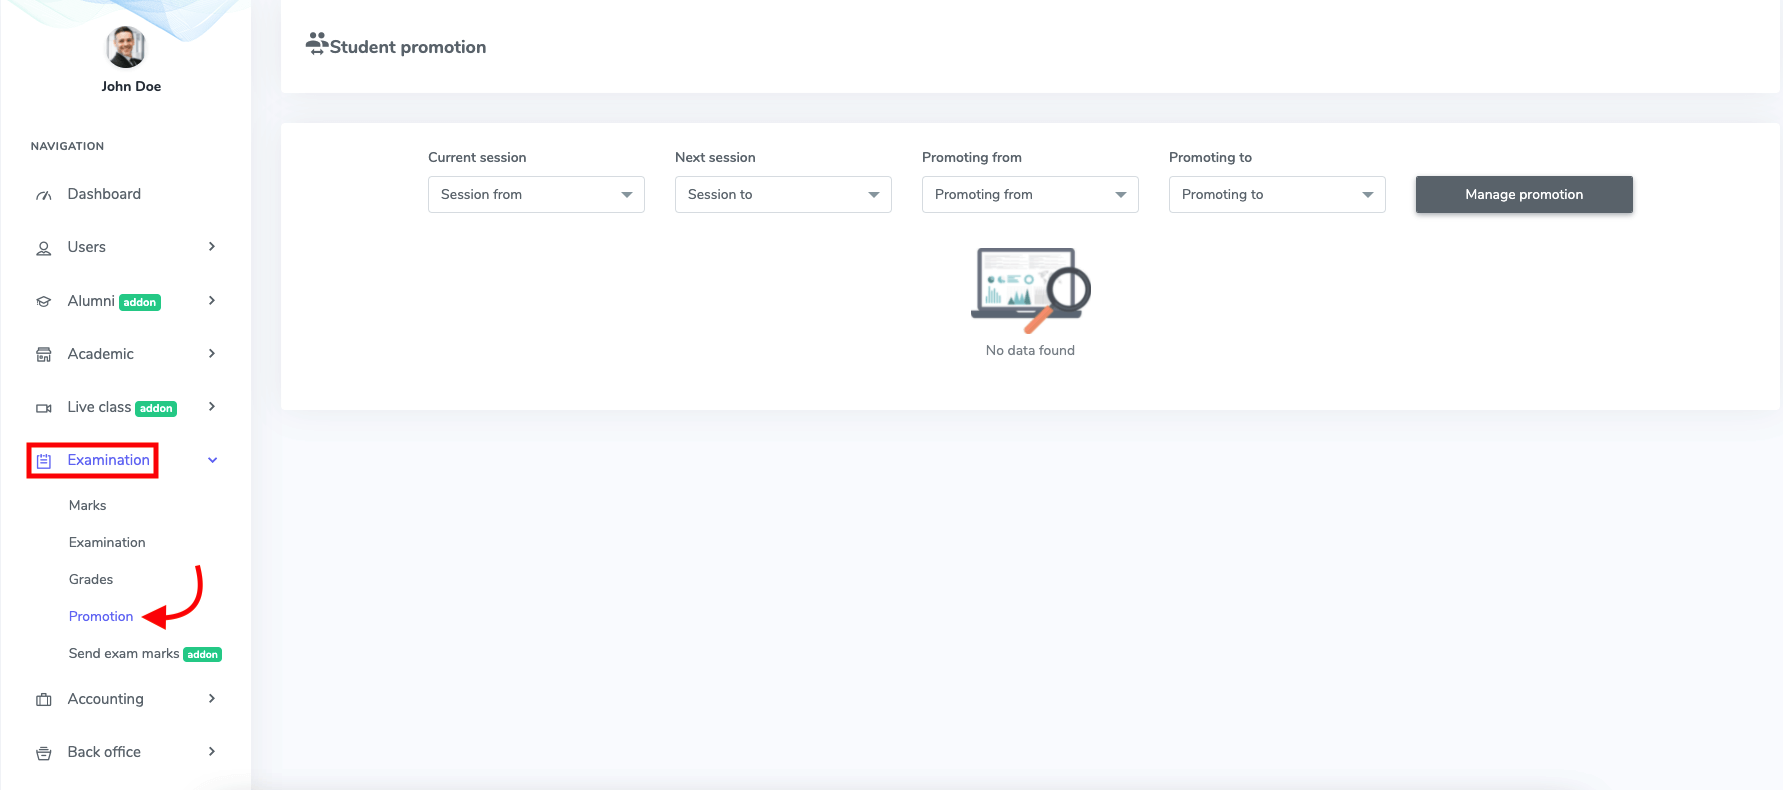 John Doe
NAVIGATION
Dashboard
Users
Alumni addon
Academic
Live class addon
Examination
Marks
Examination
Grades
Promotion
Send exam marks addon
Accounting
Back office
Student promotion
Current session
Session from
Next session
Session to
Promoting from
Promoting from
Promoting to
Promoting to
Manage promotion
No data found